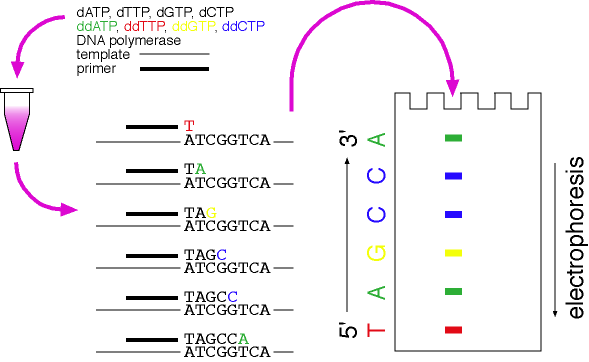 dATP, dTTP, dGTP, dCTP
ddATP, ddTTP, ddGTP, ddCTP
DNA polymerase
template
primer
T
ATCGGTCA
TA
ATCGGTCA
TAG
ATCGGTCA
TAGC
ATCGGTCA
TAGCC
ATCGGTCA
TAGCCA
ATCGGTCA
5' T A G C C A 3'
electrophoresis